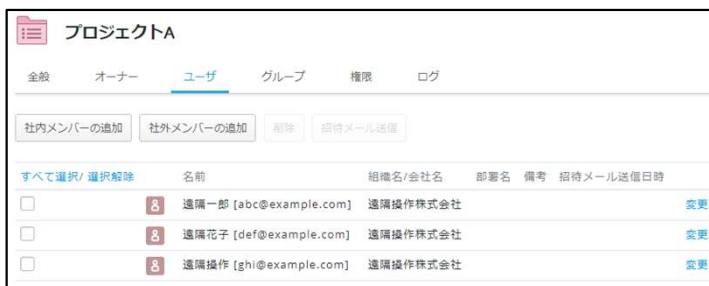 プロジェクトA
全般 オーナー ユーザ グループ 権限 ログ
社内メンバーの追加 社外メンバーの追加 削除 招待メール送信
すべて選択/ 選択解除 名前 組織名/会社名 部署名 備考 招待メール送信日時
遠隔一郎 [abc@example.com] 遠隔操作株式会社 変更
遠隔花子 [def@example.com] 遠隔操作株式会社 変更
遠隔操作 [ghi@example.com] 遠隔操作株式会社 変更